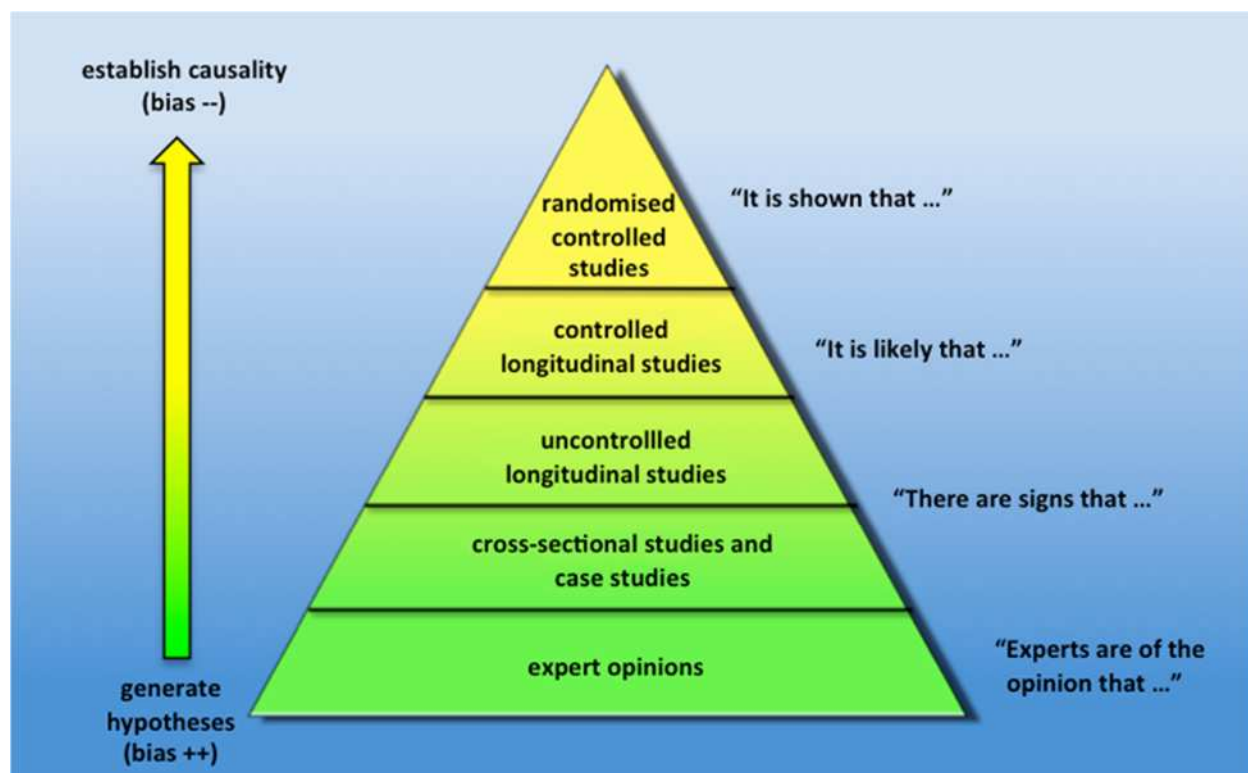 establish causality
(bias --)
randomised
controlled
studies
“It is shown that ...”
controlled
longitudinal studies
“It is likely that ...”
uncontrollled
longitudinal studies
“There are signs that ...”
cross-sectional studies and
case studies
expert opinions
“Experts are of the
opinion that ...”
generate
hypotheses
(bias ++)